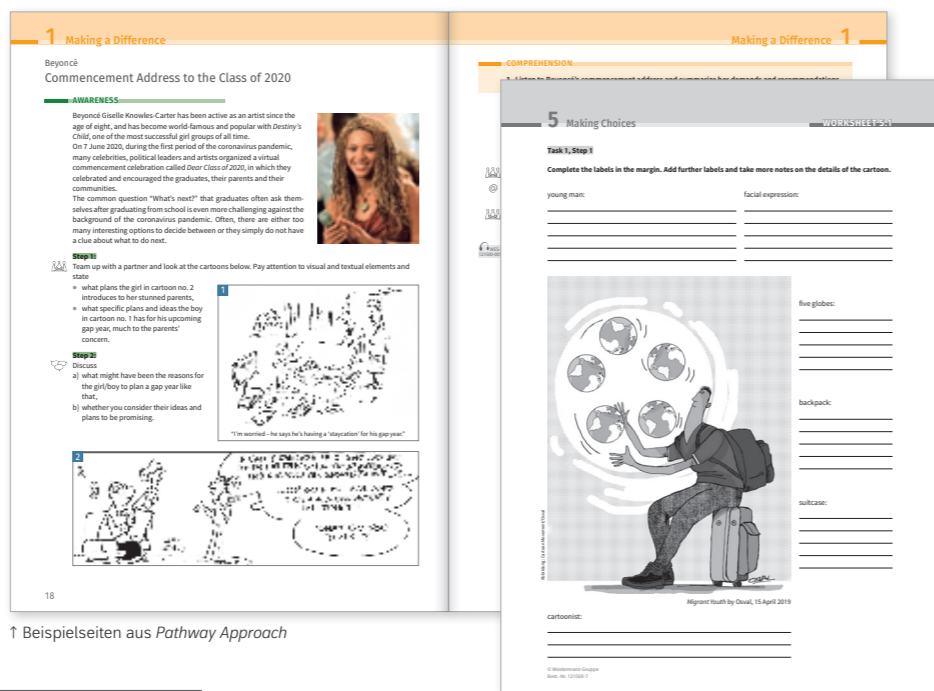 1 Making a Difference
Beyoncé
Commencement Address to the Class of 2020
AWARENESS
Beyoncé Giselle Knowles-Carter has been active as an artist since the
age of eight, and has become world-famous and popular with Destiny's
Child, one of the most successful girl groups of all time.
On 7 June 2020, during the first period of the coronavirus pandemic,
many celebrities, political leaders and artists organized a virtual
commencement celebration called Dear Class of 2020, in which they
celebrated and encouraged the graduates, their parents and their
communities.
The common question "What's next?" that graduates often ask them-
selves after graduating from school is even more challenging against the
background of the coronavirus pandemic. Often, there are either too
many interesting options to decide between or they simply do not have
a clue about what to do next.
Step 1:
Team up with a partner and look at the cartoons below. Pay attention to visual and textual elements and
state
• what plans the girl in cartoon no. 2
introduces to her stunned parents,
• what specific plans and ideas the boy
in cartoon no. 1 has for his upcoming
gap year, much to the parents'
concern.
Step 2:
Discuss
a) what might have been the reasons for
the girl/boy to plan a gap year like
that,
b) whether you consider their ideas and
plans to be promising.
1
"I'm worried – he says he's having a 'staycation' for his gap year."
2
18
Making a Difference 1
COMPREHENSION
1 Listen to Beyoncé's commencement address and summarize her demands and recommendations
@
5 Making Choices
WORKSHEET 5.1
Task 1, Step 1
Complete the labels in the margin. Add further labels and take more notes on the details of the cartoon.
young man:
facial expression:
five globes:
backpack:
suitcase:
Migrant Youth by Osval, 15 April 2019
cartoonist:
© Westermann Gruppe
↑ Beispielseiten aus Pathway Approach